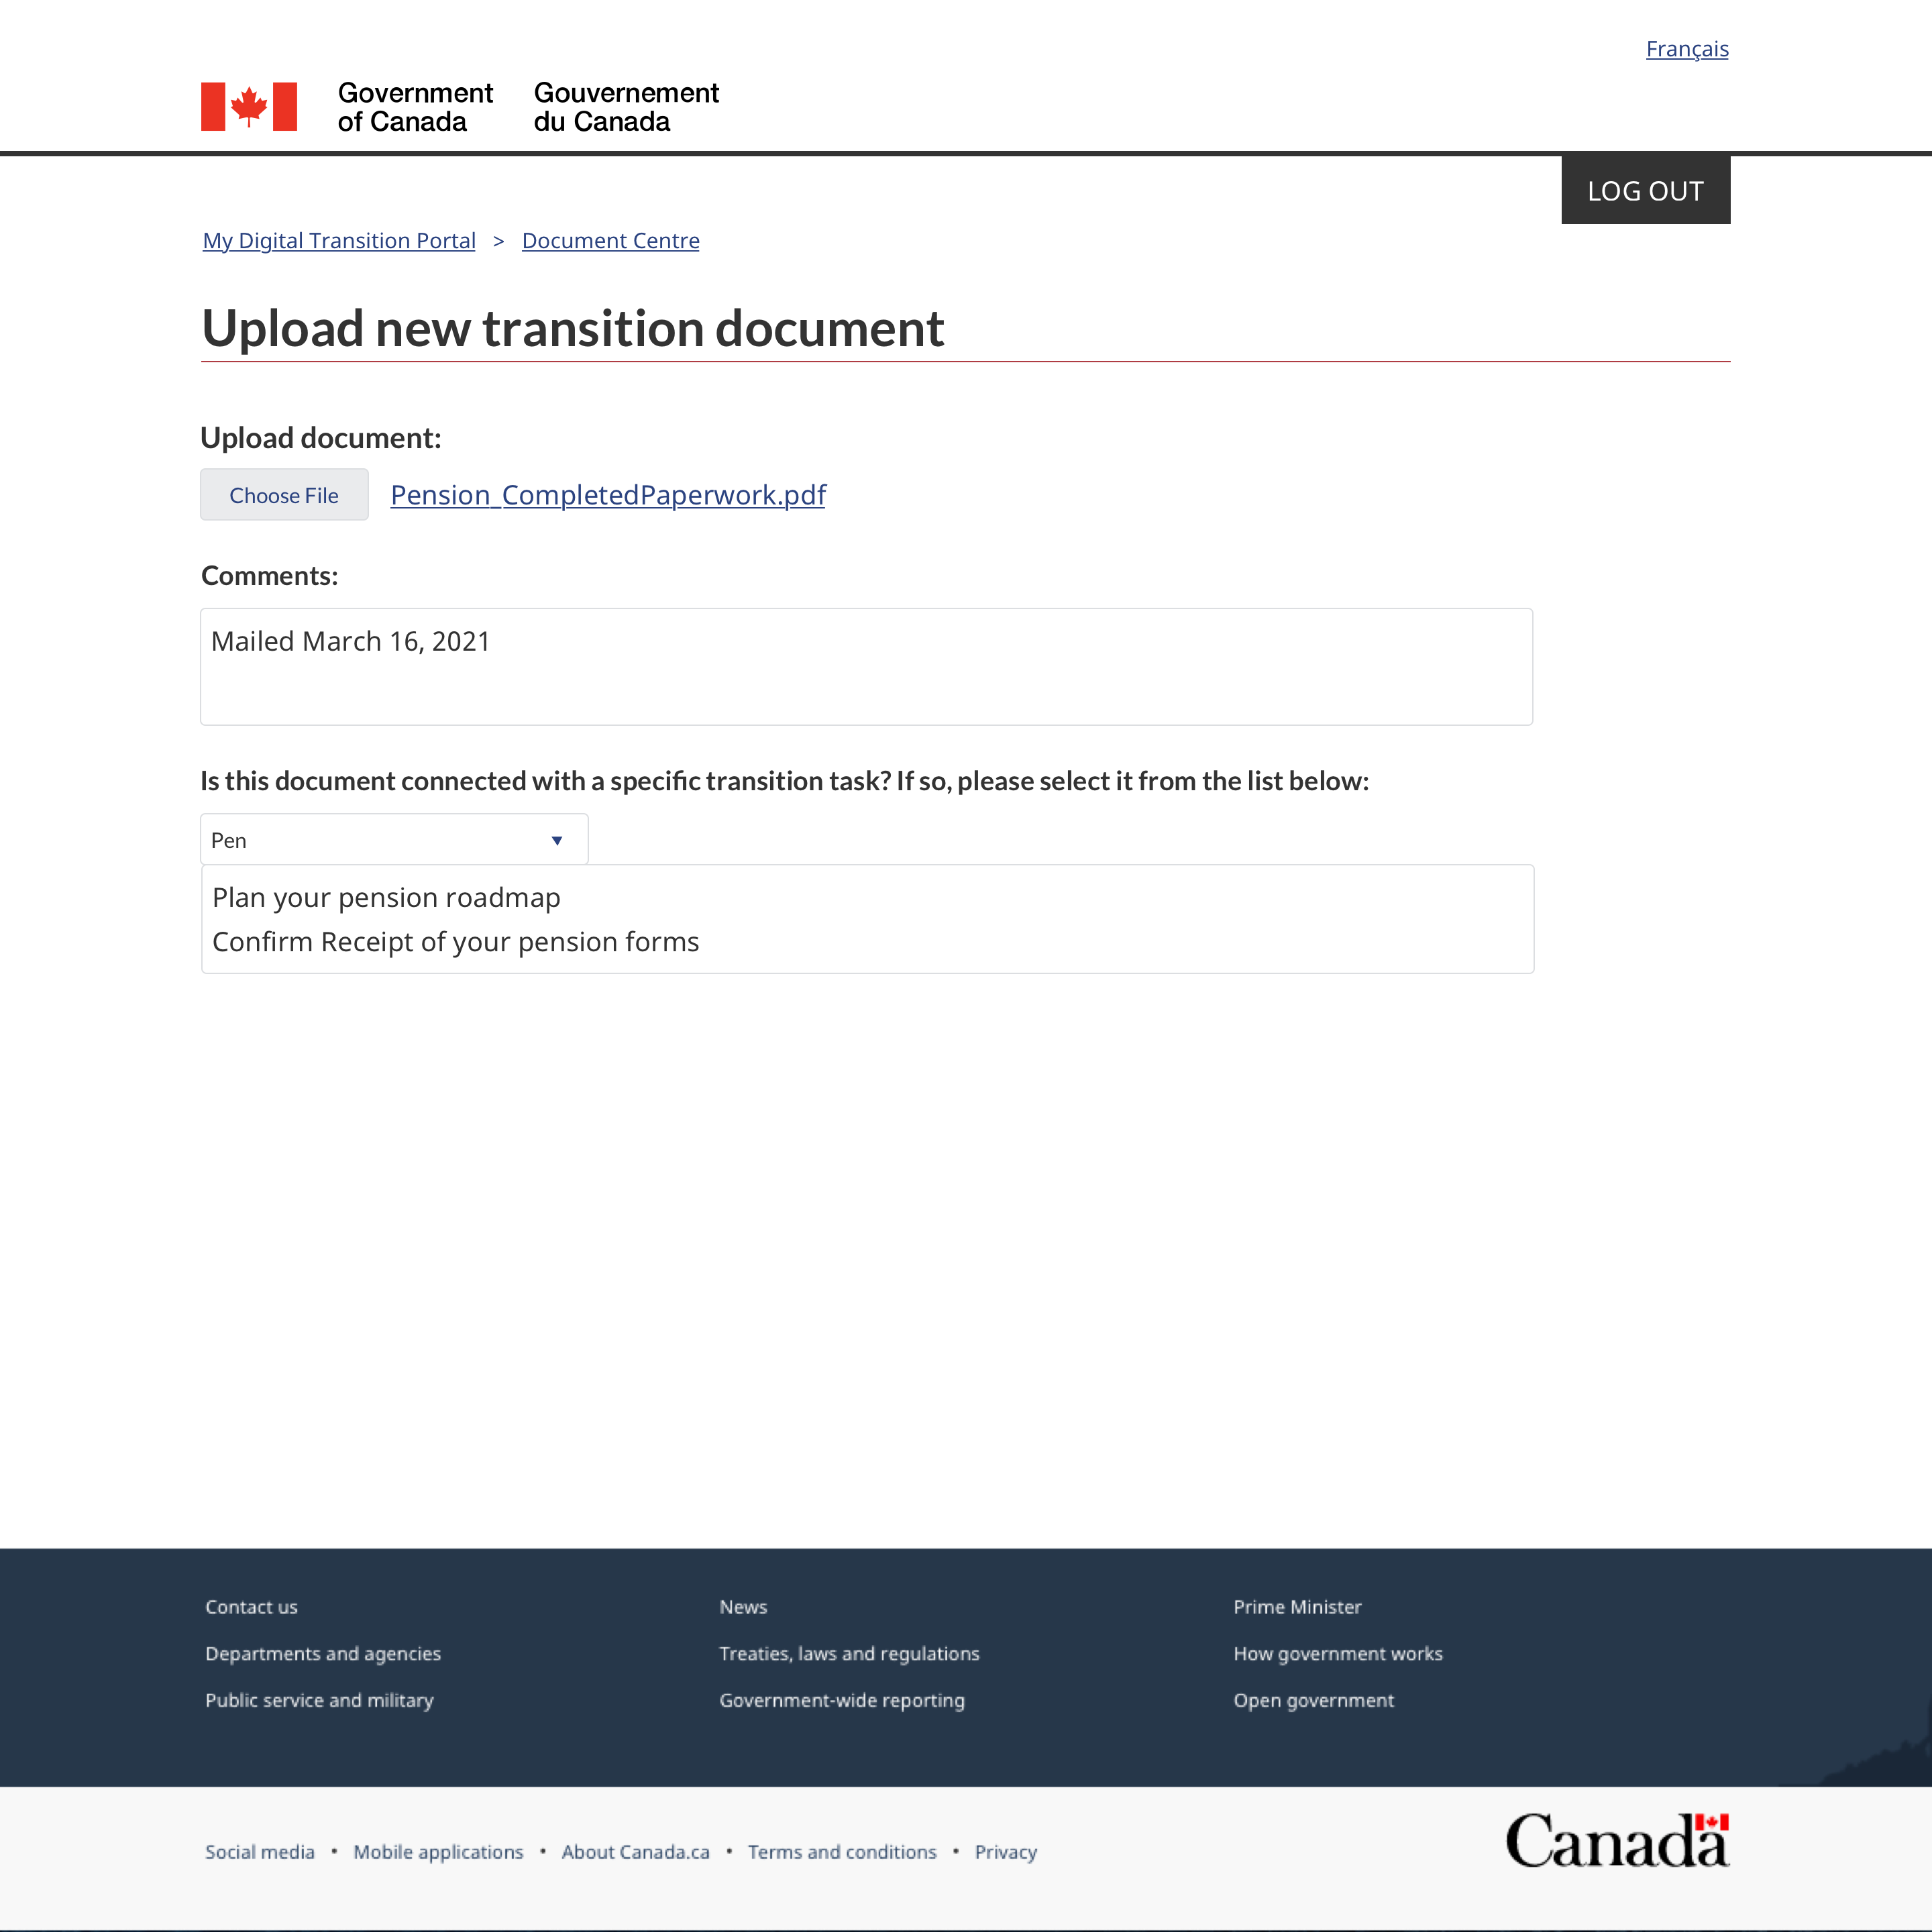 Français
Government of Canada
Gouvernement du Canada
LOG OUT
My Digital Transition Portal > Document Centre
Upload new transition document
Upload document:
Choose File Pension_CompletedPaperwork.pdf
Comments:
Mailed March 16, 2021
Is this document connected with a specific transition task? If so, please select it from the list below:
Pen
Plan your pension roadmap
Confirm Receipt of your pension forms
Contact us
News
Prime Minister
Departments and agencies
Treaties, laws and regulations
How government works
Public service and military
Government-wide reporting
Open government
Social media • Mobile applications • About Canada.ca • Terms and conditions • Privacy
Canada